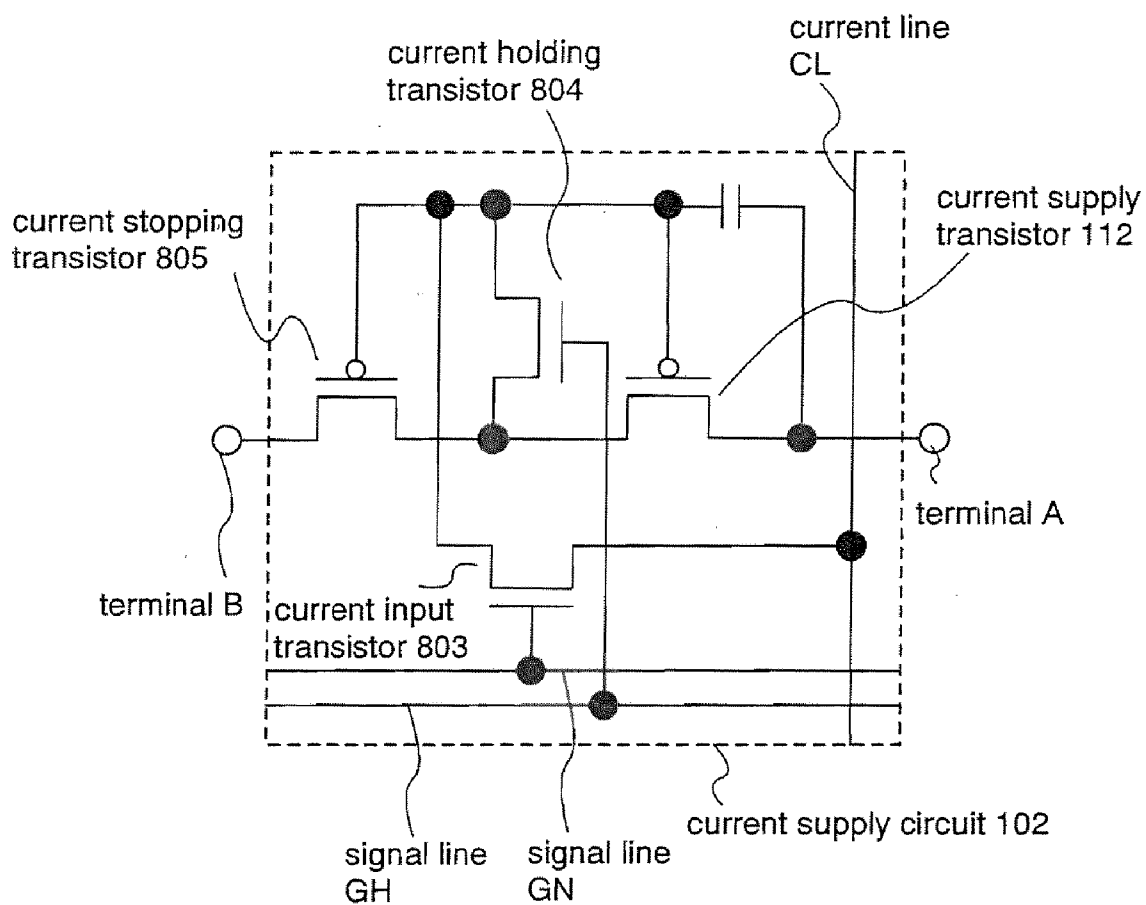 current line
CL
current holding
transistor 804
current stopping
transistor 805
current supply
transistor 112
terminal A
terminal B
current input
transistor 803
current supply circuit 102
signal line
GH
signal line
GN